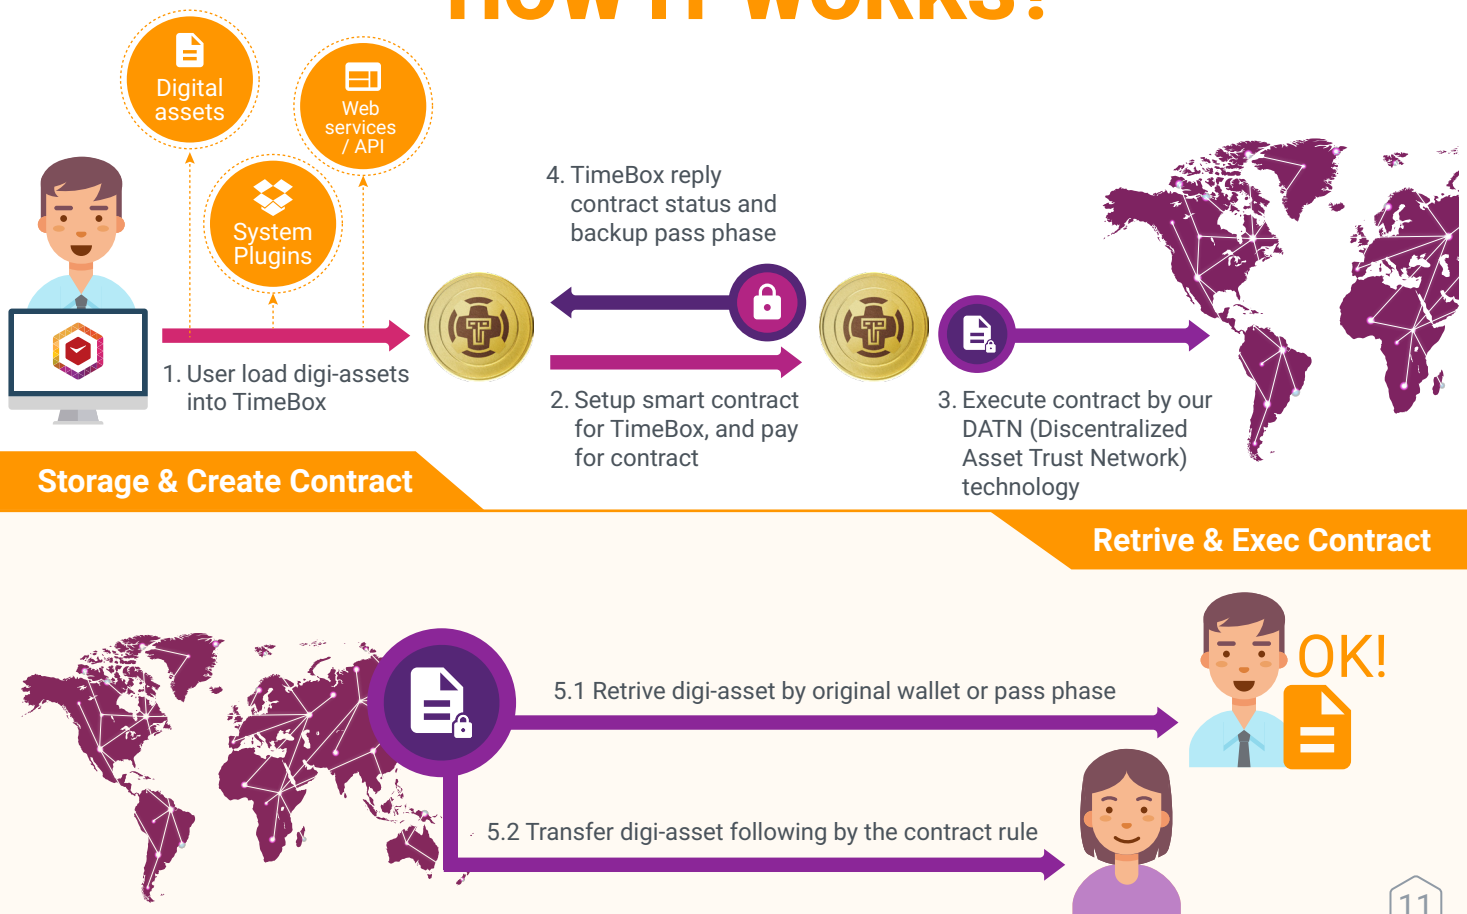 HOW IT WORKS?
Digital
assets
Web
services
/ API
System
Plugins
4. TimeBox reply
contract status and
backup pass phase
1. User load digi-assets
into TimeBox
2. Setup smart contract
for TimeBox, and pay
for contract
3. Execute contract by our
DATN (Discentralized
Asset Trust Network)
technology
Storage & Create Contract
Retrive & Exec Contract
OK!
5.1 Retrive digi-asset by original wallet or pass phase
5.2 Transfer digi-asset following by the contract rule
11